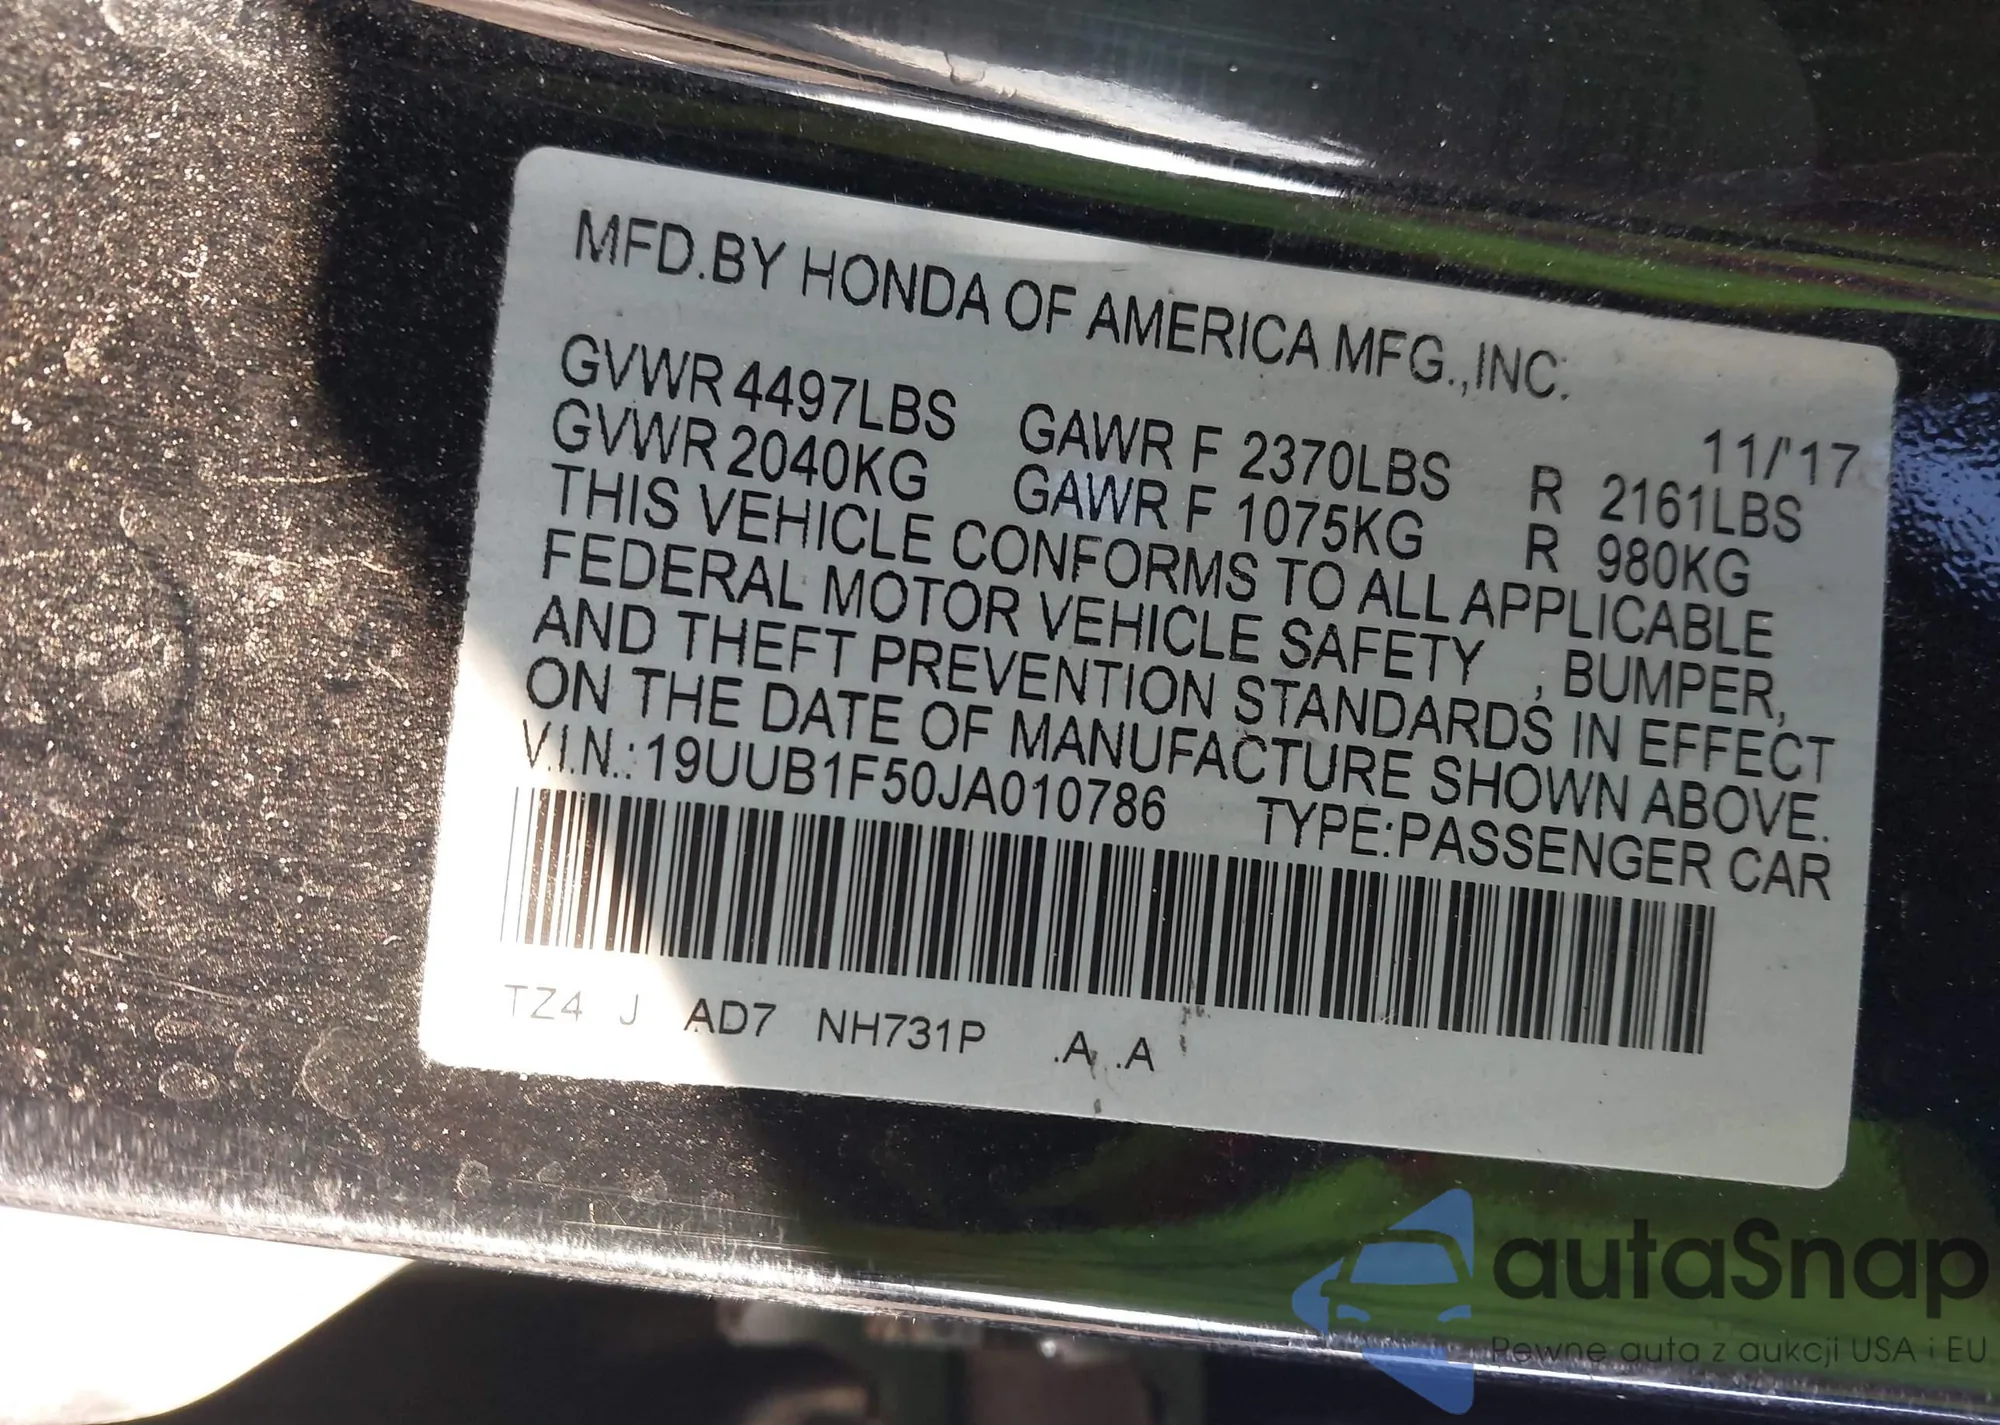 MFD.BY HONDA OF AMERICA MFG.,INC.
11/'17
GVWR 4497LBS GAWR F 2370LBS R 2161LBS
GVWR 2040KG GAWR F 1075KG R 980KG
THIS VEHICLE CONFORMS TO ALL APPLICABLE
FEDERAL MOTOR VEHICLE SAFETY , BUMPER,
AND THEFT PREVENTION STANDARDS IN EFFECT
ON THE DATE OF MANUFACTURE SHOWN ABOVE.
V.I.N.:19UUB1F50JA010786 TYPE:PASSENGER CAR
TZ4 J AD7 NH731P .A .A
autaSnap
Pewne auta z aukcji USA i EU